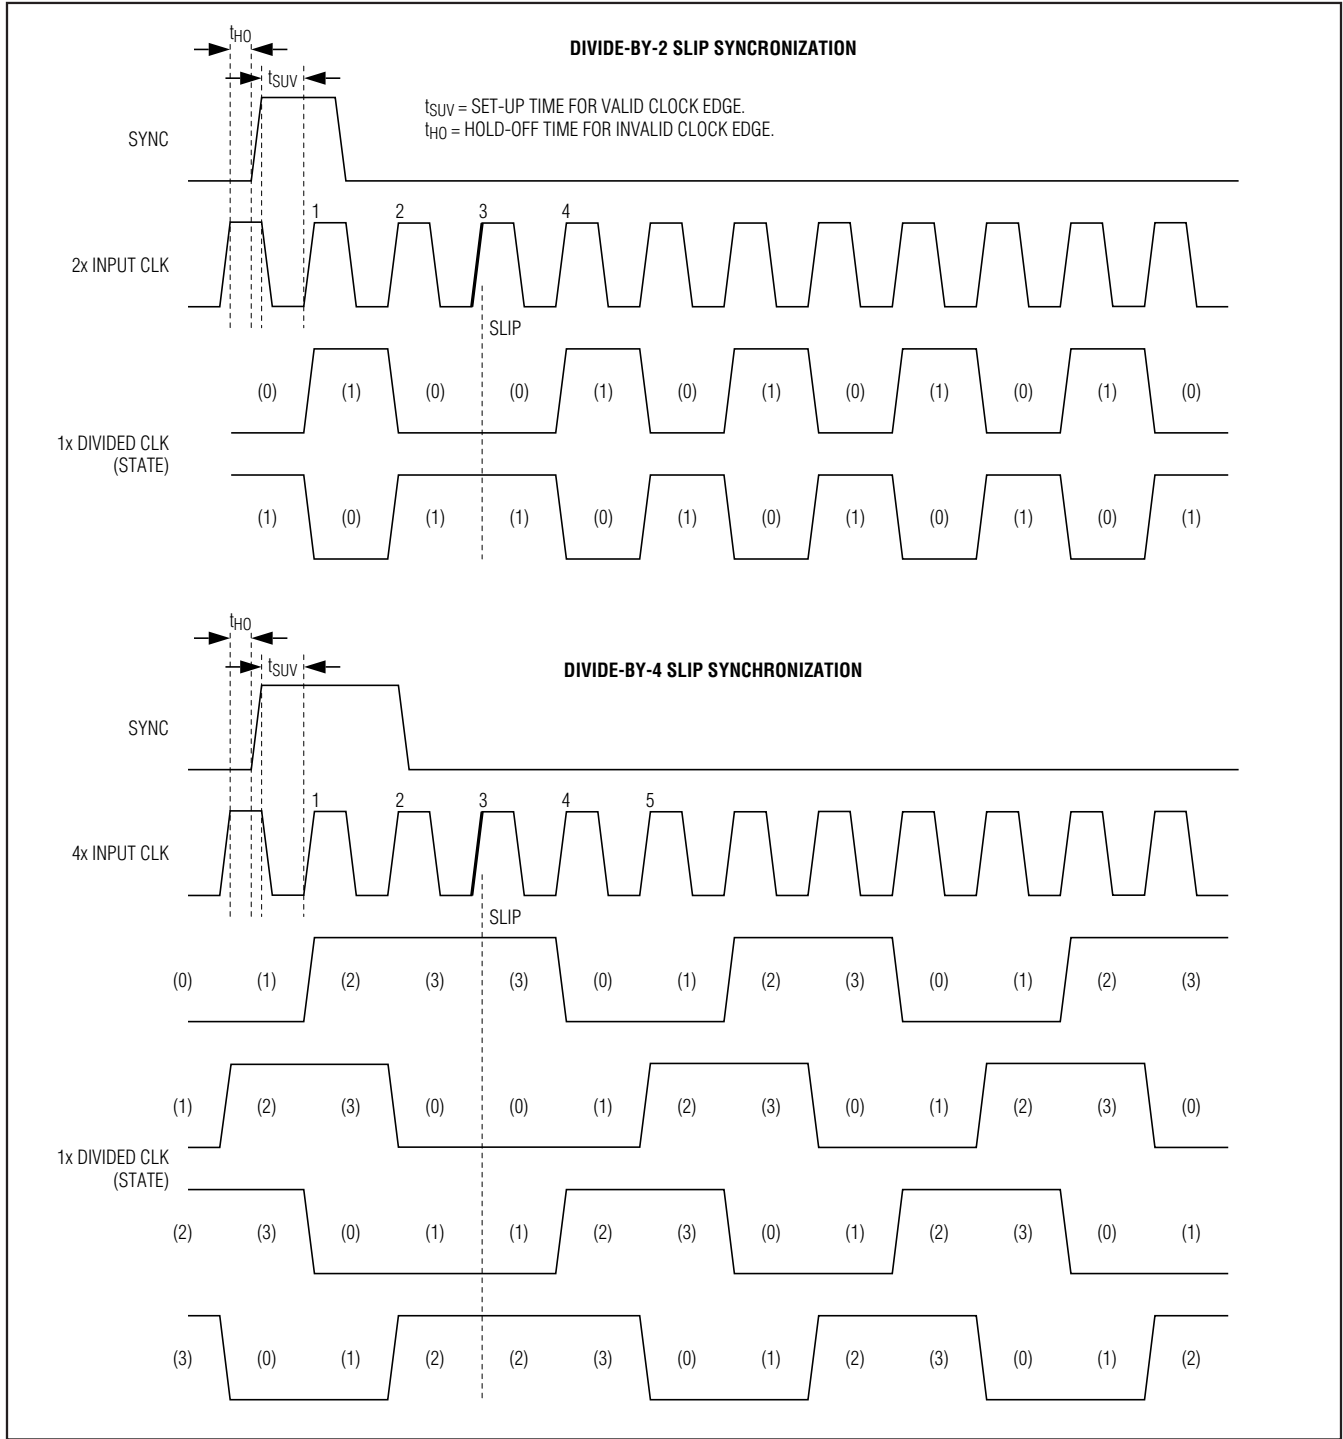 tHO
DIVIDE-BY-2 SLIP SYNCRONIZATION
tSUV
tSUV = SET-UP TIME FOR VALID CLOCK EDGE.
tHO = HOLD-OFF TIME FOR INVALID CLOCK EDGE.
SYNC
1 2 3 4
2x INPUT CLK
SLIP
(0) (1) (0) (0) (1) (0) (1) (0) (1) (0) (1) (0)
1x DIVIDED CLK
(STATE)
(1) (0) (1) (1) (0) (1) (0) (1) (0) (1) (0) (1)
tHO
tSUV
DIVIDE-BY-4 SLIP SYNCHRONIZATION
SYNC
1 2 3 4 5
4x INPUT CLK
SLIP
(0) (1) (2) (3) (3) (0) (1) (2) (3) (0) (1) (2) (3)
(1) (2) (3) (0) (0) (1) (2) (3) (0) (1) (2) (3) (0)
1x DIVIDED CLK
(STATE)
(2) (3) (0) (1) (1) (2) (3) (0) (1) (2) (3) (0) (1)
(3) (0) (1) (2) (2) (3) (0) (1) (2) (3) (0) (1) (2)